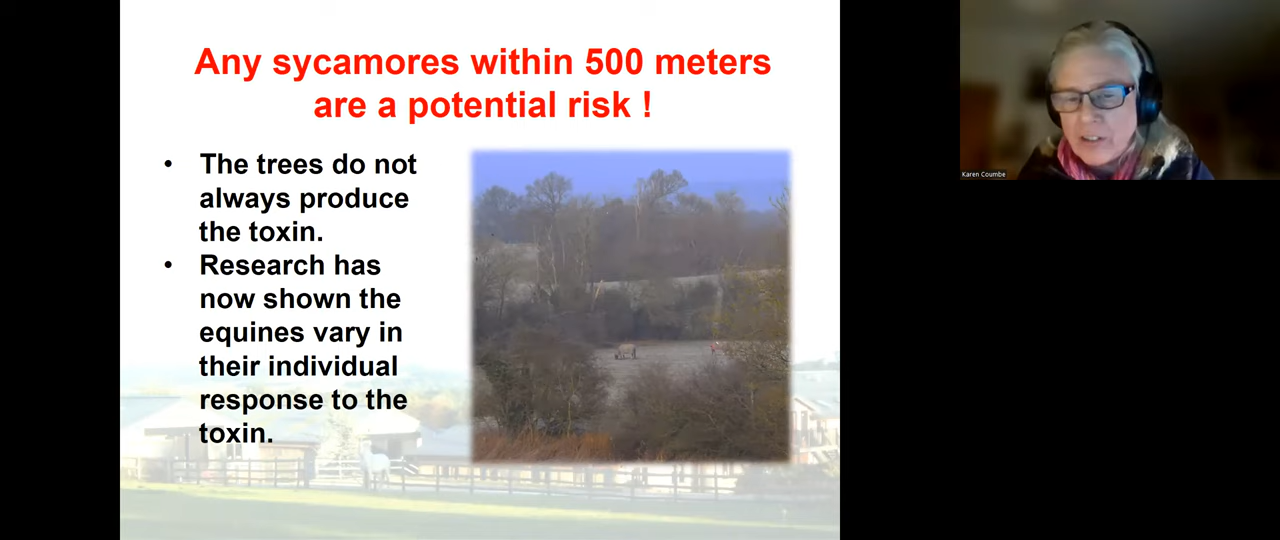 Any sycamores within 500 meters
are a potential risk !
• The trees do not
always produce
the toxin.
• Research has
now shown the
equines vary in
their individual
response to the
toxin.
Karen Coumbe